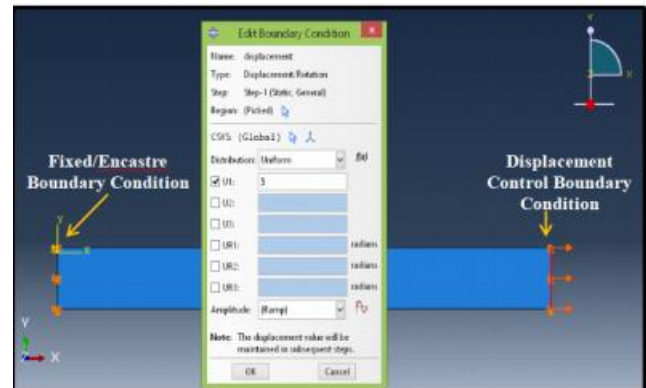 Edit Boundary Condition
Name: displacement
Type: Displacement/Rotation
Step: Step-1 (Static, General)
Region: (Picked)
CSYS: (Global)
Distribution: Uniform f(x)
U1: 5
U2:
U3:
UR1: radians
UR2: radians
UR3: radians
Amplitude: (Ramp)
Note: The displacement value will be
maintained in subsequent steps.
OK Cancel
Fixed/Encastre
Boundary Condition
Displacement
Control Boundary
Condition
Y
X
Y
X
Y
X